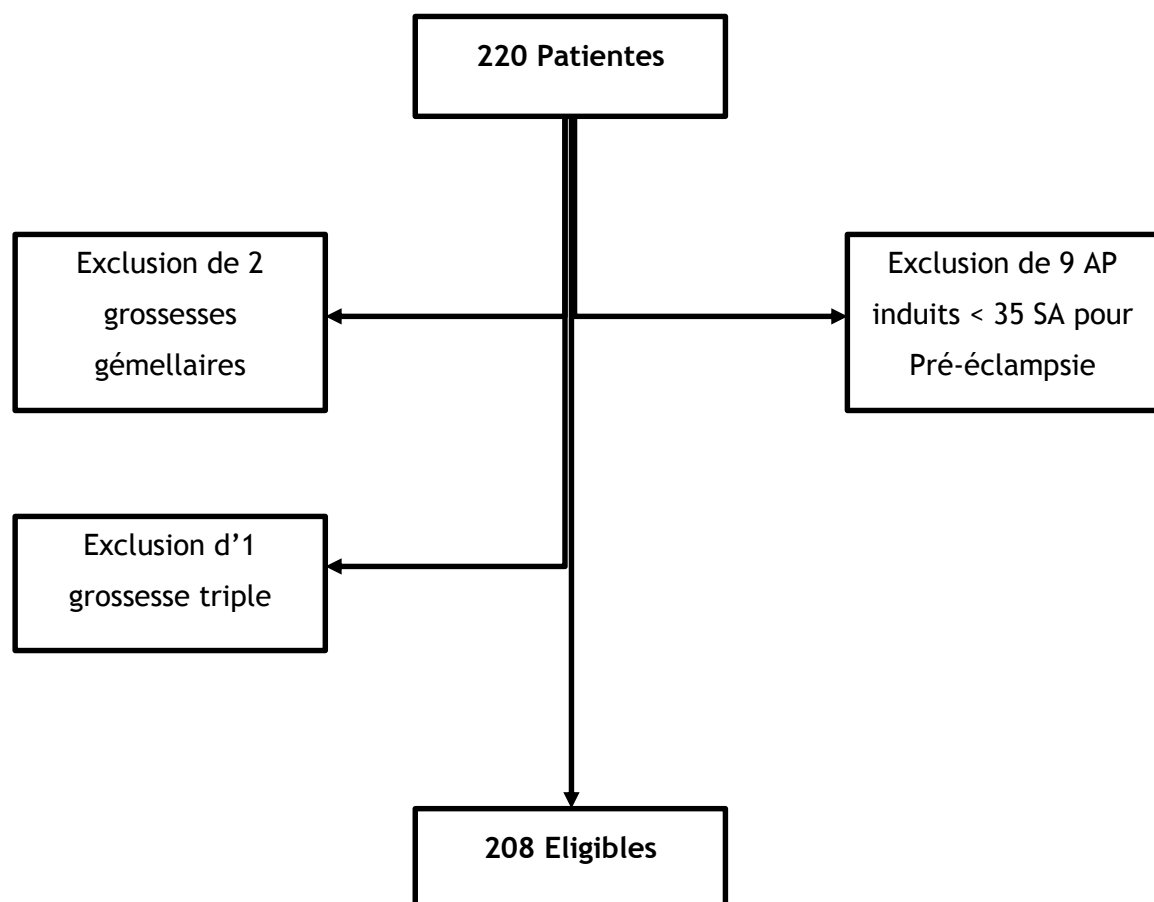 220 Patientes
Exclusion de 2
grossesses
gémellaires
Exclusion de 9 AP
induits < 35 SA pour
Pré-éclampsie
Exclusion d’1
grossesse triple
208 Eligibles